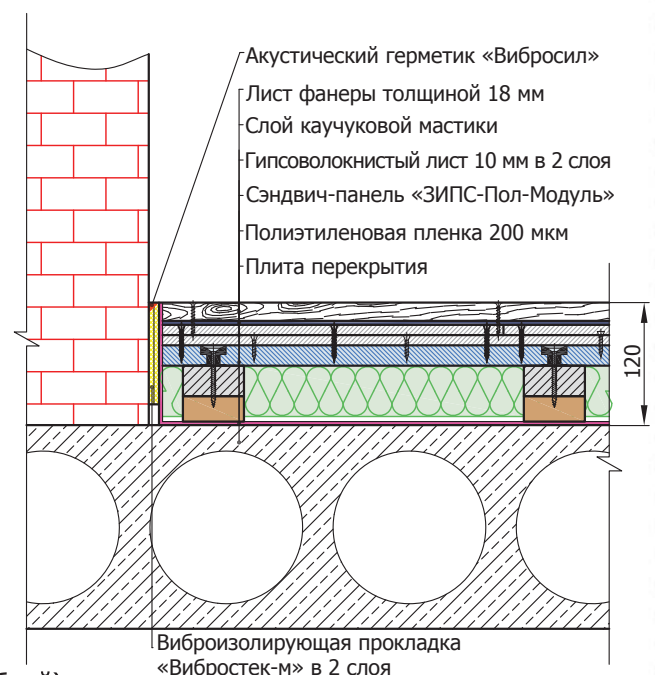 Акустический герметик «Вибросил»
Лист фанеры толщиной 18 мм
Слой каучуковой мастики
Гипсоволокнистый лист 10 мм в 2 слоя
Сэндвич-панель «ЗИПС-Пол-Модуль»
Полиэтиленовая пленка 200 мкм
Плита перекрытия
120
Виброизолирующая прокладка
«Вибростек-м» в 2 слоя